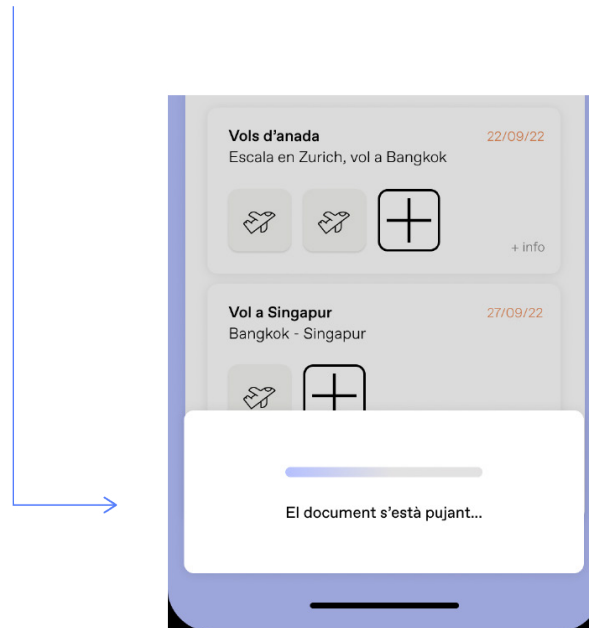 Vols d'anada
22/09/22
Escala en Zurich, vol a Bangkok
+ info
Vol a Singapur
27/09/22
Bangkok - Singapur
El document s'està pujant...